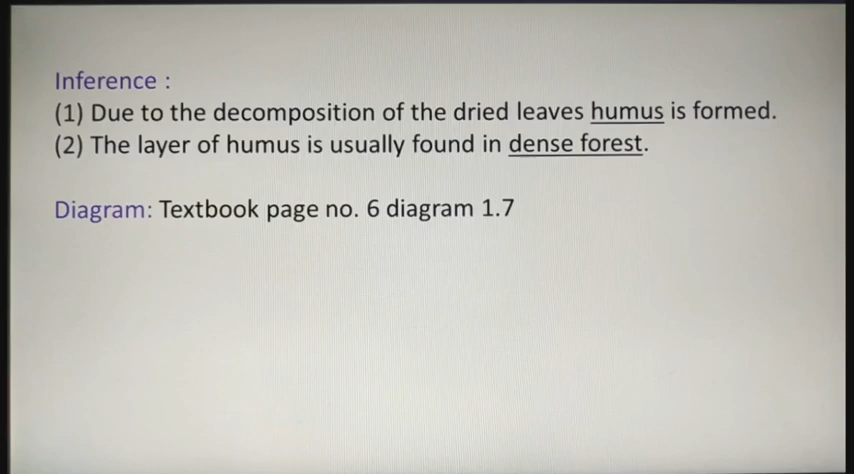 Inference :
(1) Due to the decomposition of the dried leaves humus is formed.
(2) The layer of humus is usually found in dense forest.
Diagram: Textbook page no. 6 diagram 1.7